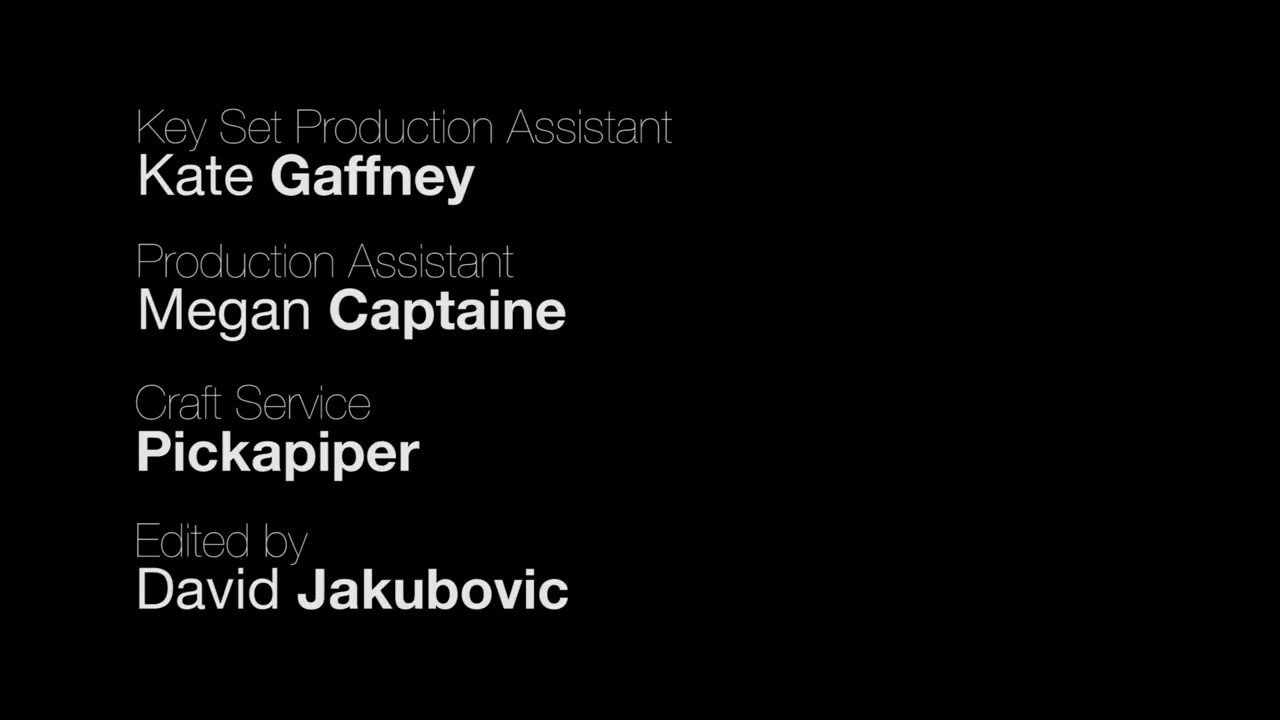 Key Set Production Assistant
Kate Gaffney
Production Assistant
Megan Captaine
Craft Service
Pickapiper
Edited by
David Jakubovic